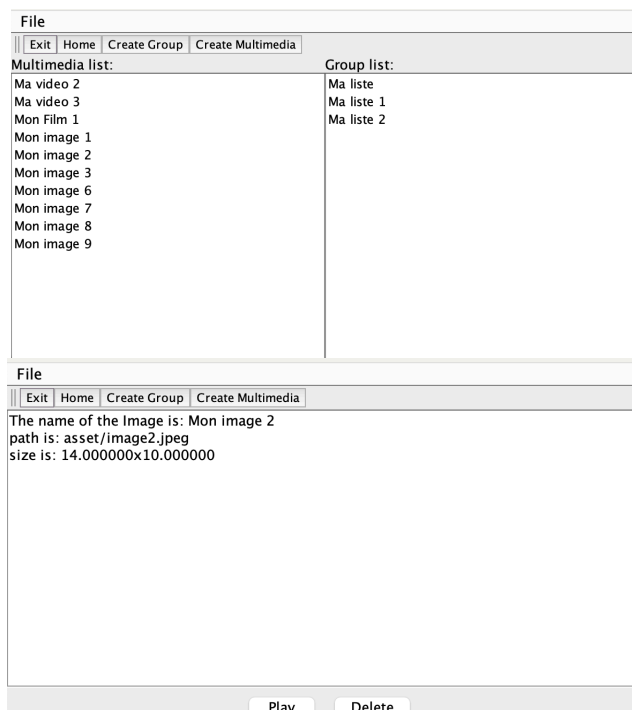 File
Exit Home Create Group Create Multimedia
Multimedia list: Group list:
Ma video 2 Ma liste
Ma video 3 Ma liste 1
Mon Film 1 Ma liste 2
Mon image 1
Mon image 2
Mon image 3
Mon image 6
Mon image 7
Mon image 8
Mon image 9
File
Exit Home Create Group Create Multimedia
The name of the Image is: Mon image 2
path is: asset/image2.jpeg
size is: 14.000000x10.000000
Play Delete